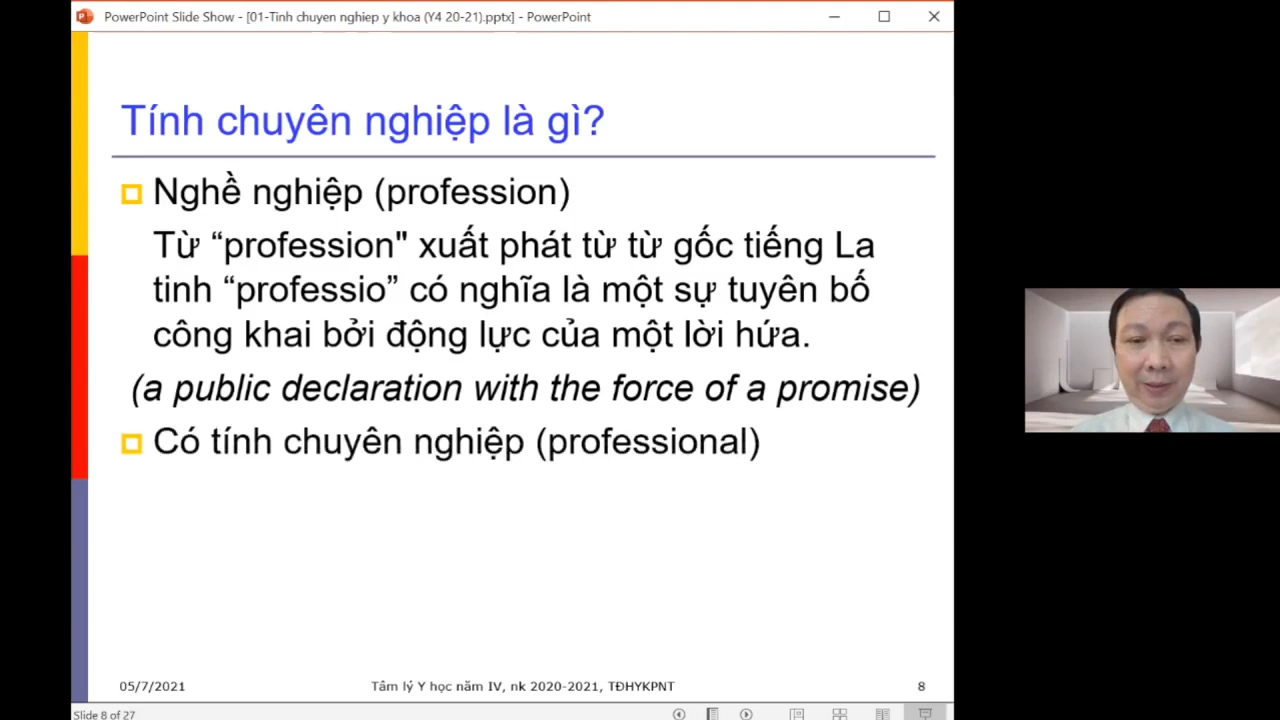 PowerPoint Slide Show - [01-Tinh chuyen nghiep y khoa (Y4 20-21).pptx] - PowerPoint
Tính chuyên nghiệp là gì?
Nghề nghiệp (profession)
Từ “profession" xuất phát từ từ gốc tiếng La
tinh “professio” có nghĩa là một sự tuyên bố
công khai bởi động lực của một lời hứa.
(a public declaration with the force of a promise)
Có tính chuyên nghiệp (professional)
05/7/2021 Tâm lý Y học năm IV, nk 2020-2021, TĐHYKPNT 8
Slide 8 of 27